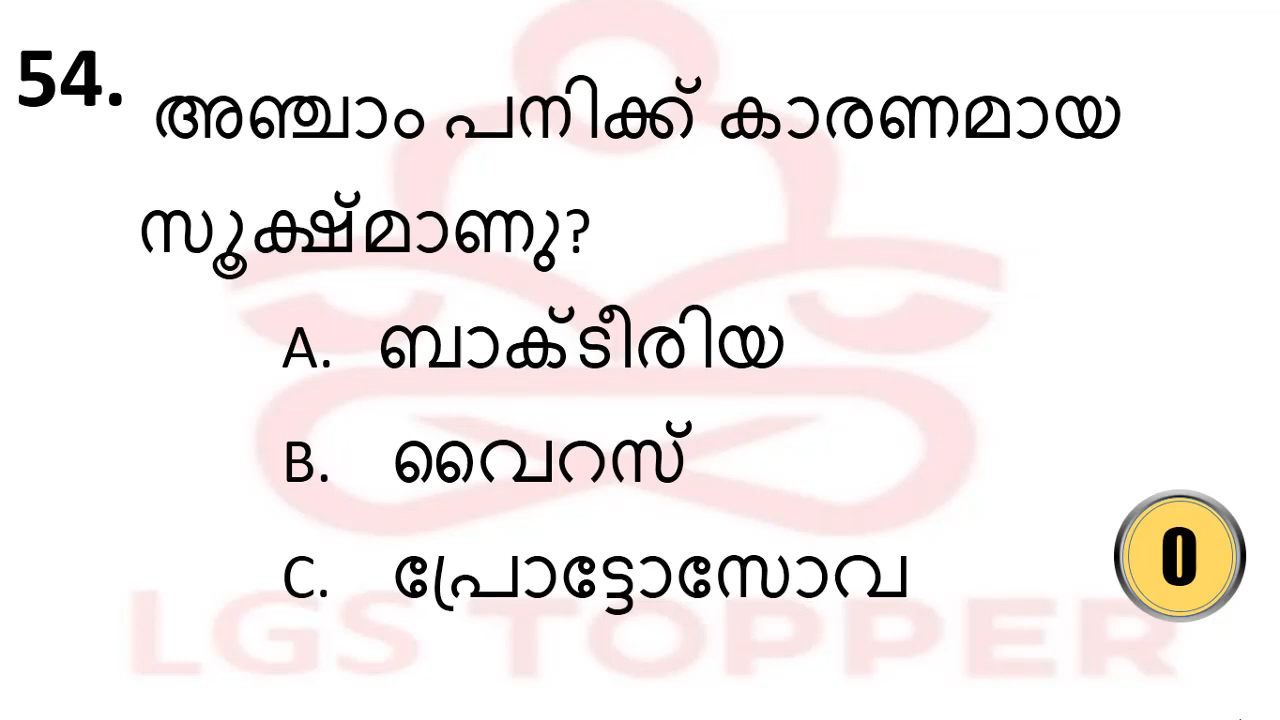 54. അഞ്ചാം പനിക്ക് കാരണമായ
സൂക്ഷ്മാണു?
A. ബാക്ടീരിയ
B. വൈറസ്
C. പ്രോട്ടോസോവ
0
LGS TOPPER